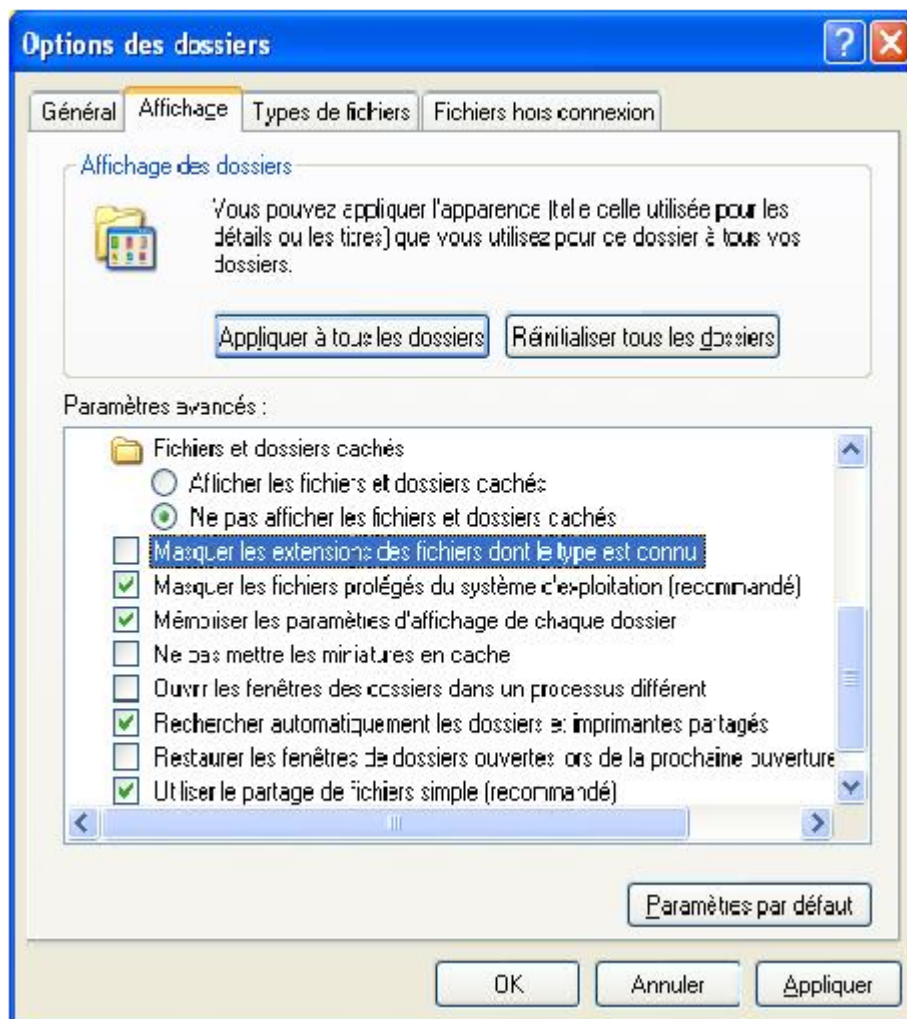 Options des dossiers
Général Affichage Types de fichiers Fichiers hors connexion
Affichage des dossiers
Vous pouvez appliquer l'apparence (telle celle utilisée pour les
détails ou les titres) que vous utilisez pour ce dossier à tous vos
dossiers.
Appliquer à tous les dossiers Réinitialiser tous les dossiers
Paramètres avancés :
Fichiers et dossiers cachés
Afficher les fichiers et dossiers cachés
Ne pas afficher les fichiers et dossiers cachés
Masquer les extensions des fichiers dont le type est connu
Masquer les fichiers protégés du système d'exploitation (recommandé)
Mémoriser les paramètres d'affichage de chaque dossier
Ne pas mettre les miniatures en cache
Ouvrir les fenêtres des dossiers dans un processus différent
Rechercher automatiquement les dossiers et imprimantes partagés
Restaurer les fenêtres de dossiers ouvertes lors de la prochaine ouverture
Utiliser le partage de fichiers simple (recommandé)
Paramètres par défaut
OK Annuler Appliquer